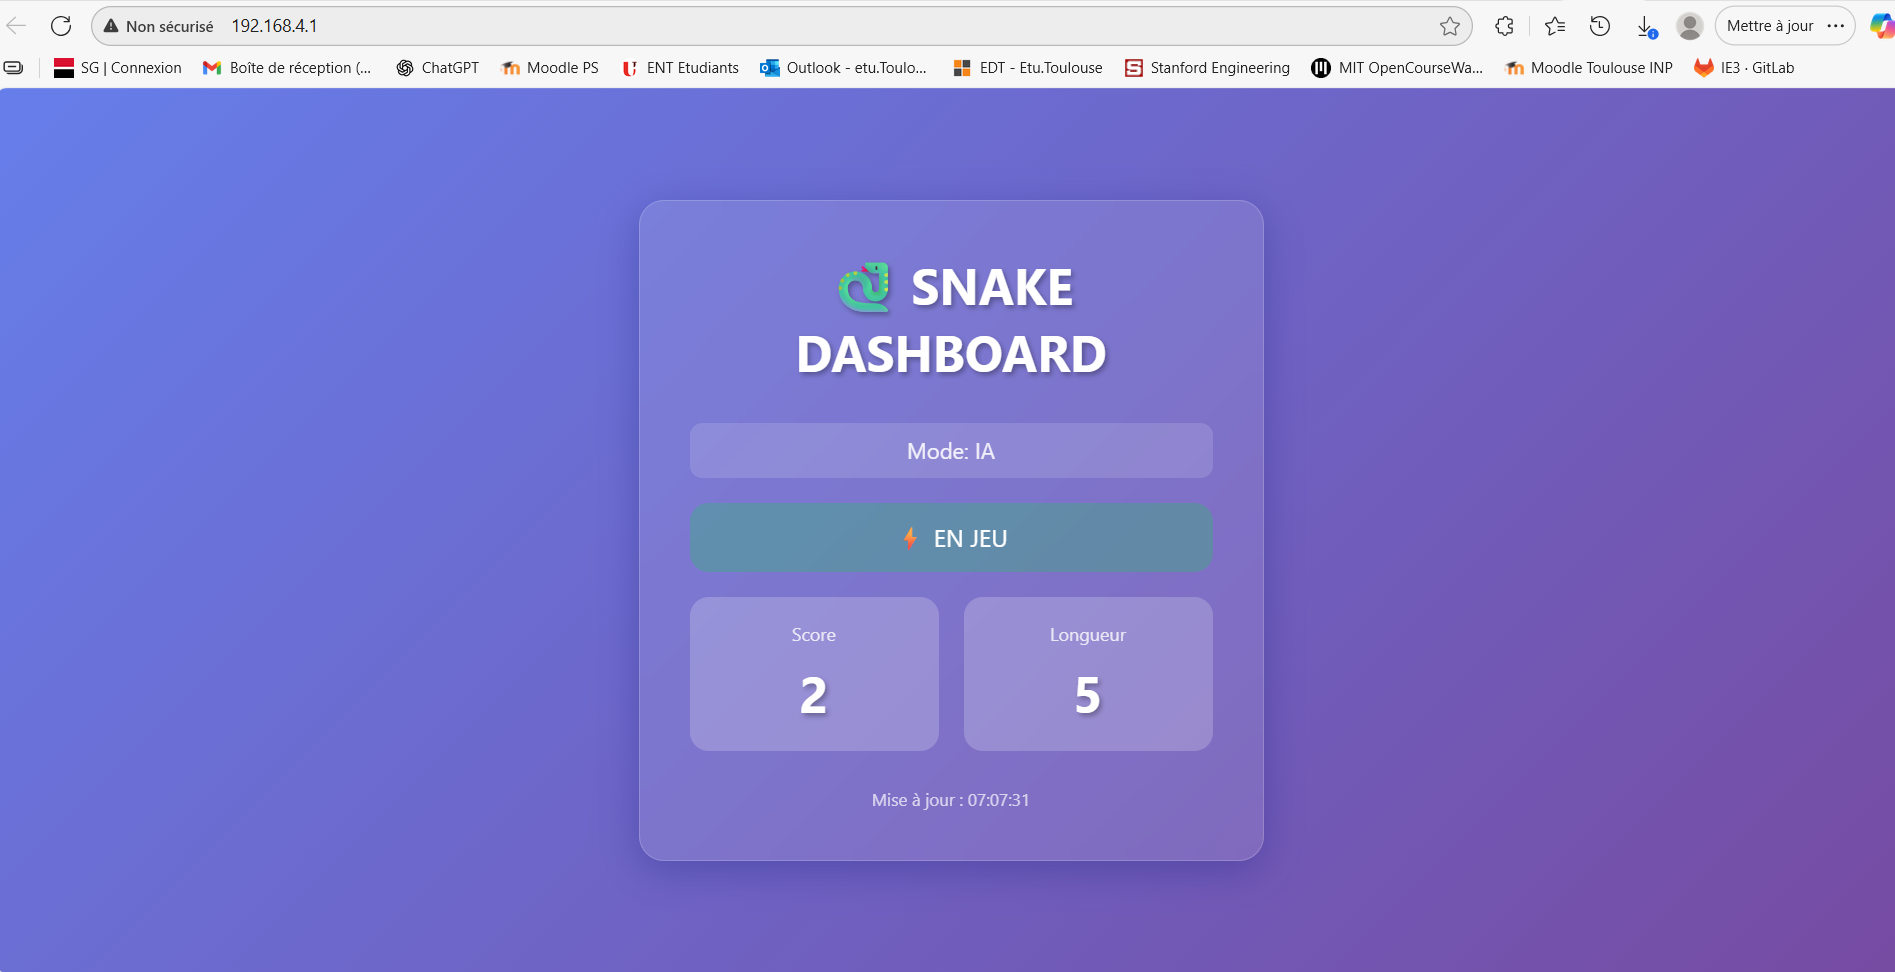 Non sécurisé 192.168.4.1 Mettre à jour
SG | Connexion Boîte de réception (... ChatGPT Moodle PS ENT Etudiants Outlook - etu.Toulo... EDT - Etu.Toulouse Stanford Engineering MIT OpenCourseWa... Moodle Toulouse INP IE3 · GitLab
SNAKE
DASHBOARD
Mode: IA
EN JEU
Score Longueur
2 5
Mise à jour : 07:07:31